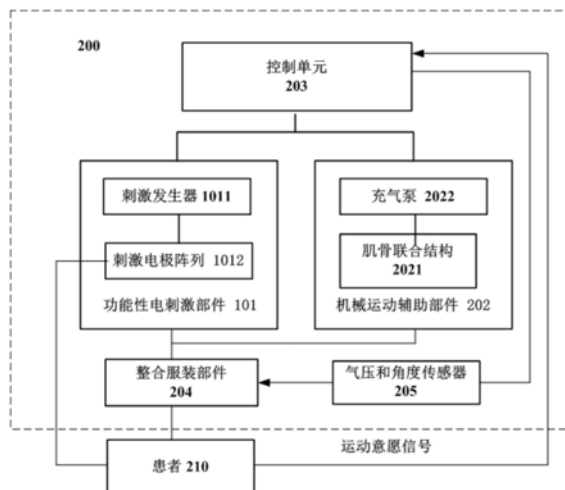 200
控制单元
203
刺激发生器 1011
充气泵 2022
刺激电极阵列 1012
肌骨联合结构
2021
功能性电刺激部件 101
机械运动辅助部件 202
整合服装部件
204
气压和角度传感器
205
运动意愿信号
患者 210